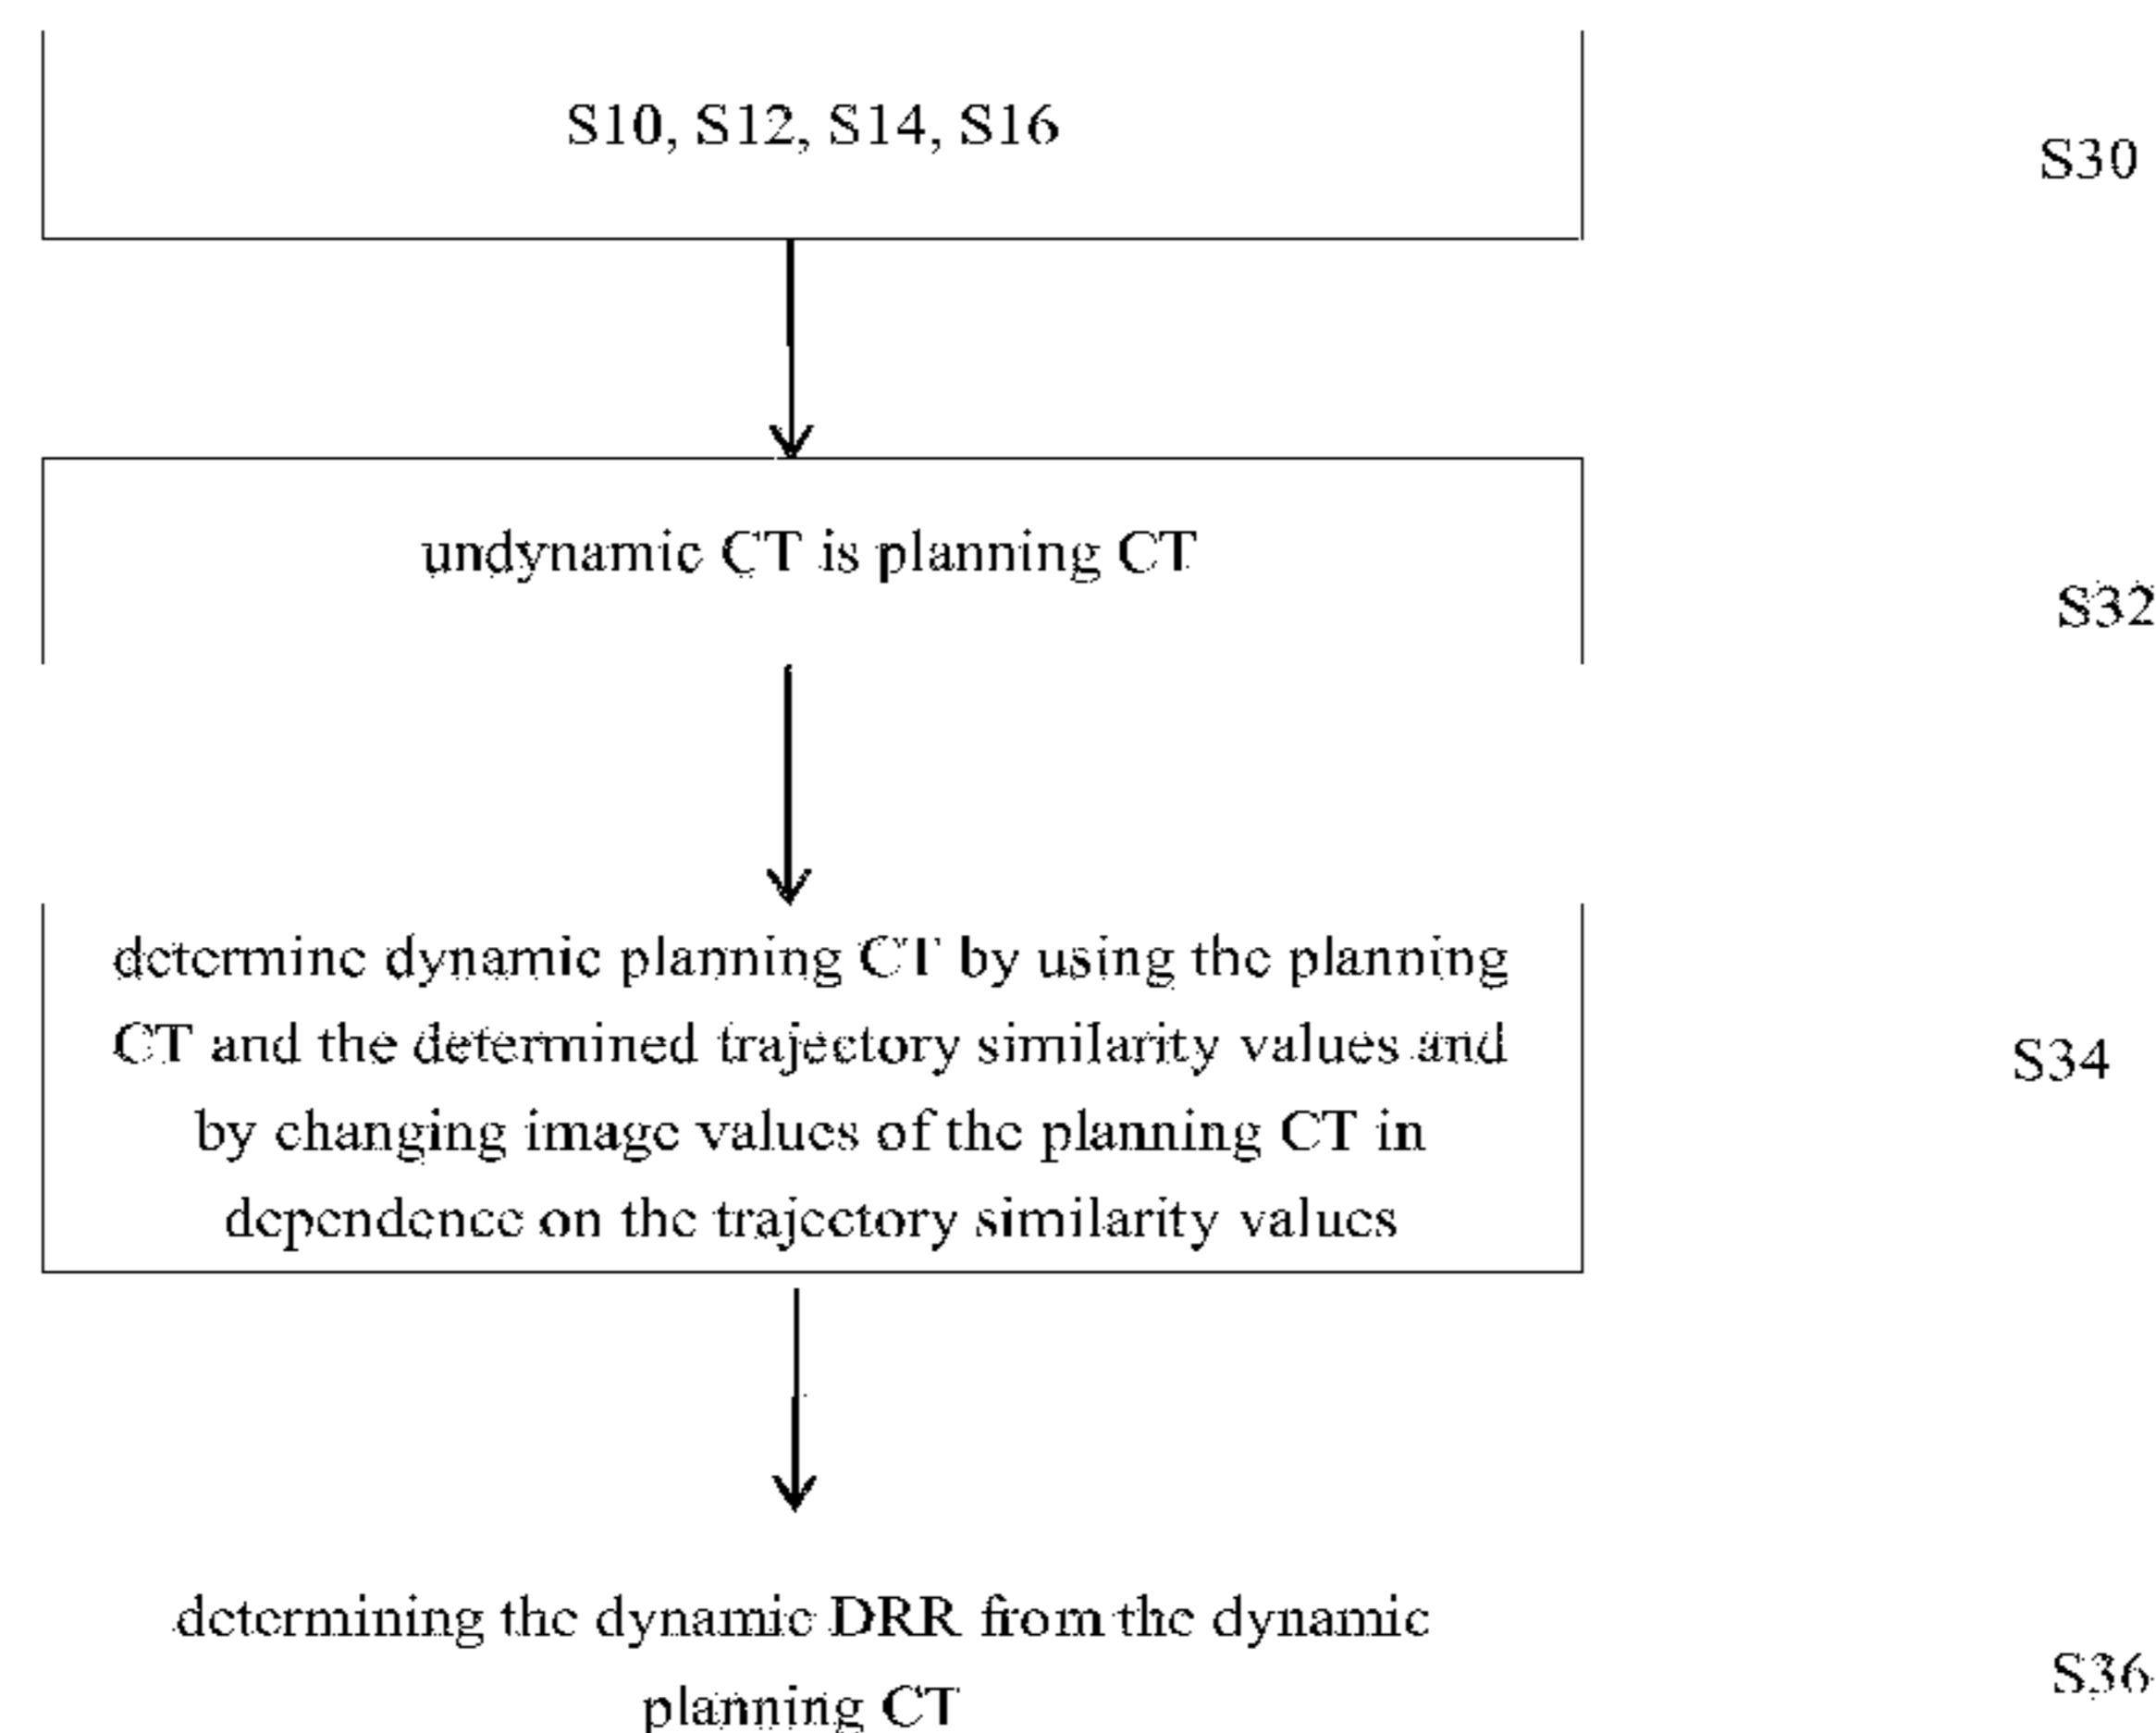 S10, S12, S14, S16
S30
undynamic CT is planning CT
S32
determine dynamic planning CT by using the planning
CT and the determined trajectory similarity values and
by changing image values of the planning CT in
dependence on the trajectory similarity values
S34
determining the dynamic DRR from the dynamic
planning CT
S36